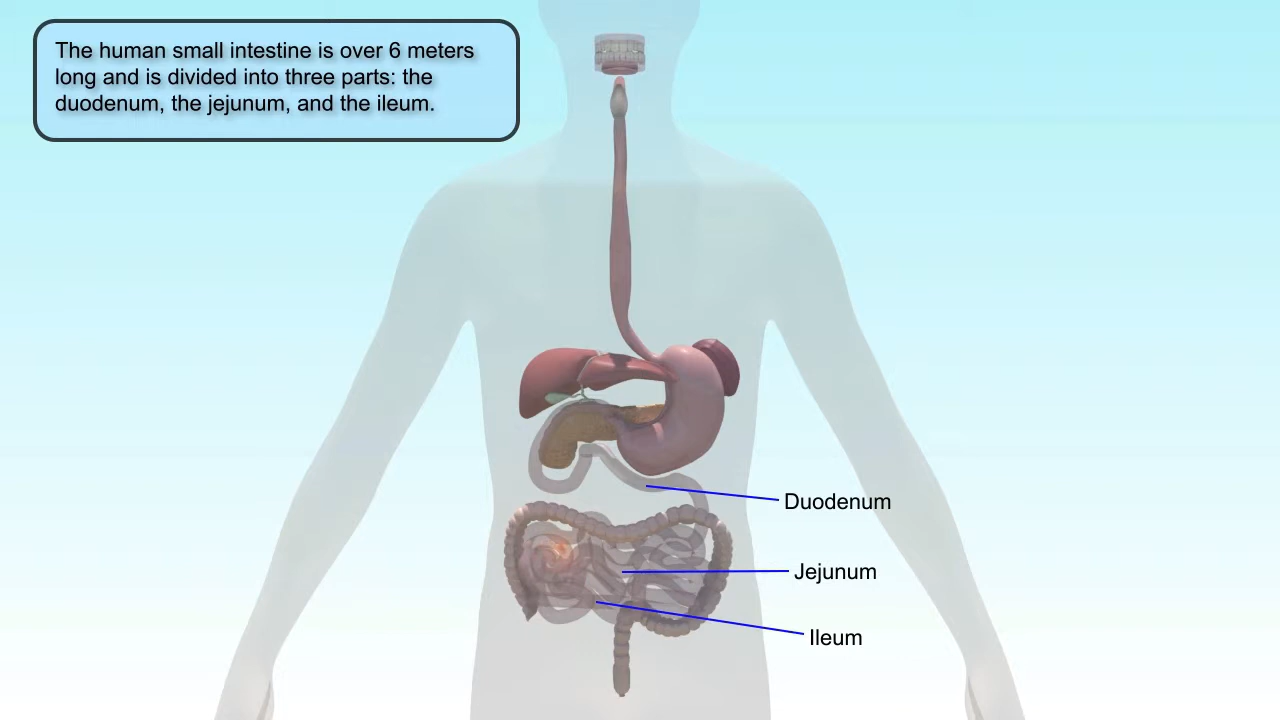 The human small intestine is over 6 meters
long and is divided into three parts: the
duodenum, the jejunum, and the ileum.
Duodenum
Jejunum
Ileum